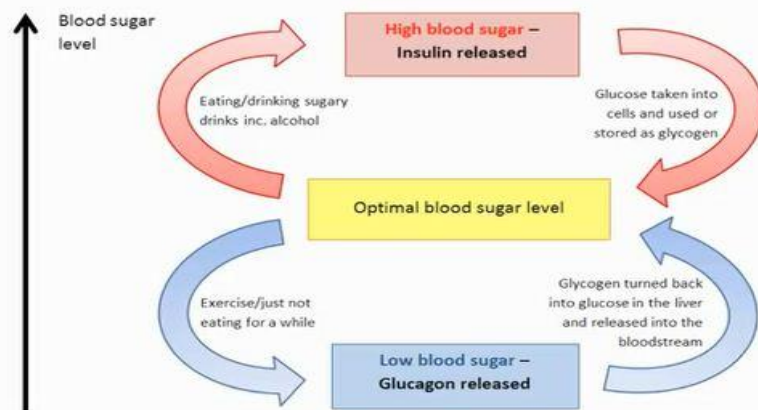 Blood sugar
level
High blood sugar –
Insulin released
Eating/drinking sugary
drinks inc. alcohol
Glucose taken into
cells and used or
stored as glycogen
Optimal blood sugar level
Exercise/just not
eating for a while
Glycogen turned back
into glucose in the liver
and released into the
bloodstream
Low blood sugar –
Glucagon released